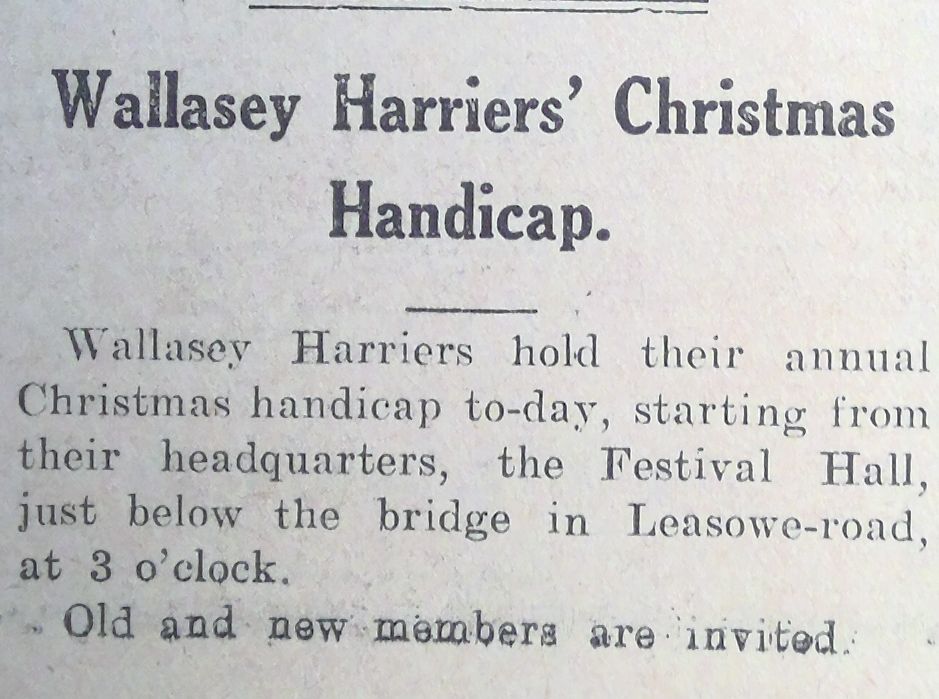 Wallasey Harriers’ Christmas
Handicap.
Wallasey Harriers hold their annual
Christmas handicap to-day, starting from
their headquarters, the Festival Hall,
just below the bridge in Leasowe-road,
at 3 o’clock.
Old and new members are invited.